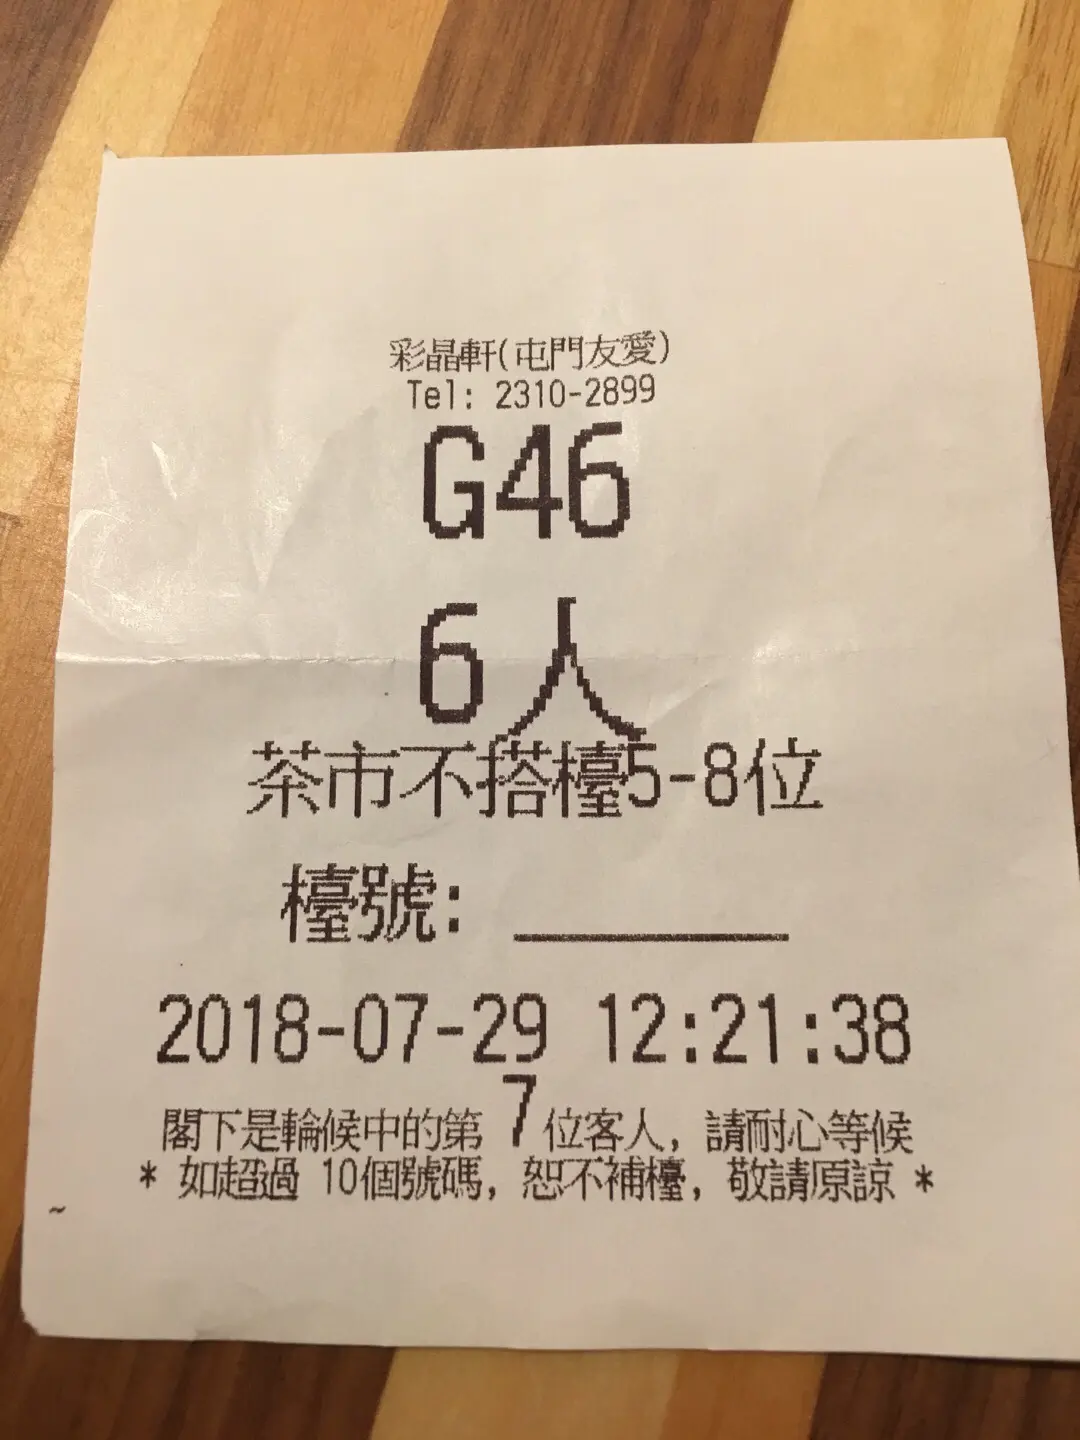 彩晶軒(屯門友愛)
Tel: 2310-2899
G46
6人
茶市不搭檯5-8位
檯號: ________
2018-07-29 12:21:38
閣下是輪候中的第 7 位客人, 請耐心等候
* 如超過 10個號碼, 恕不補檯, 敬請原諒 *
~